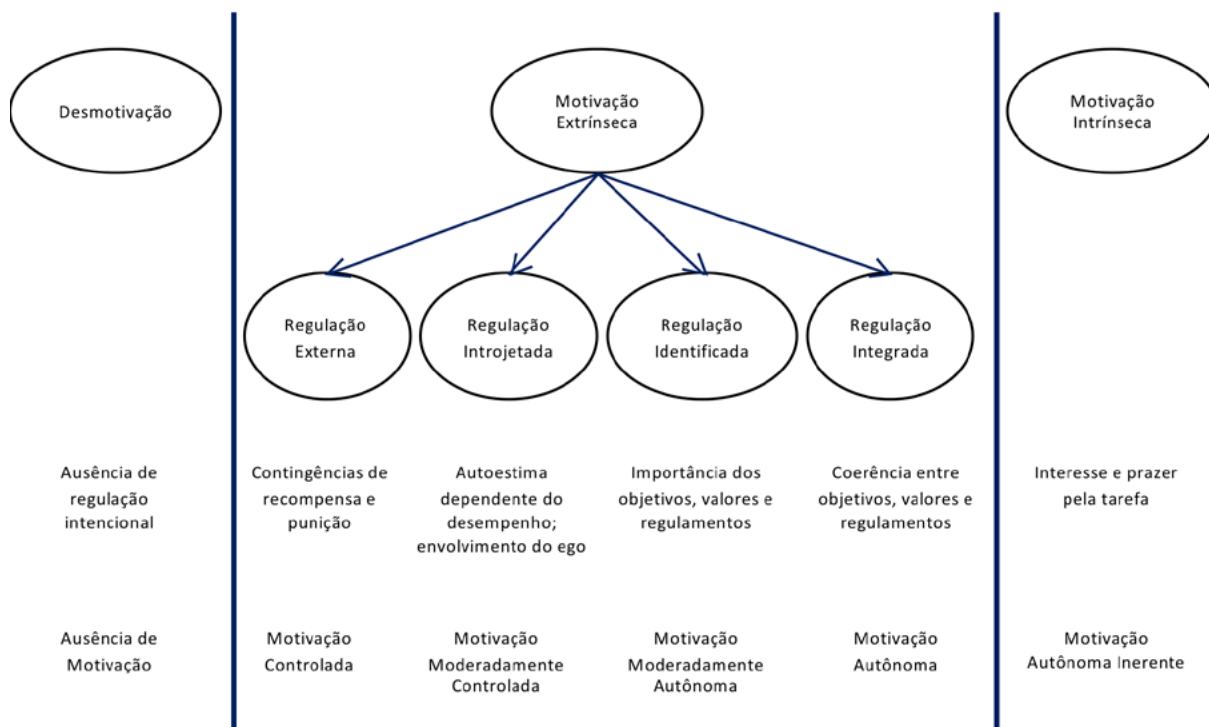 Desmotivação
Motivação
Extrínseca
Motivação
Intrínseca
Regulação
Externa
Regulação
Introjetada
Regulação
Identificada
Regulação
Integrada
Ausência de
regulação
intencional
Contingências de
recompensa e
punição
Autoestima
dependente do
desempenho;
envolvimento do ego
Importância dos
objetivos, valores e
regulamentos
Coerência entre
objetivos, valores e
regulamentos
Interesse e prazer
pela tarefa
Ausência de
Motivação
Motivação
Controlada
Motivação
Moderadamente
Controlada
Motivação
Moderadamente
Autônoma
Motivação
Autônoma
Motivação
Autônoma Inerente